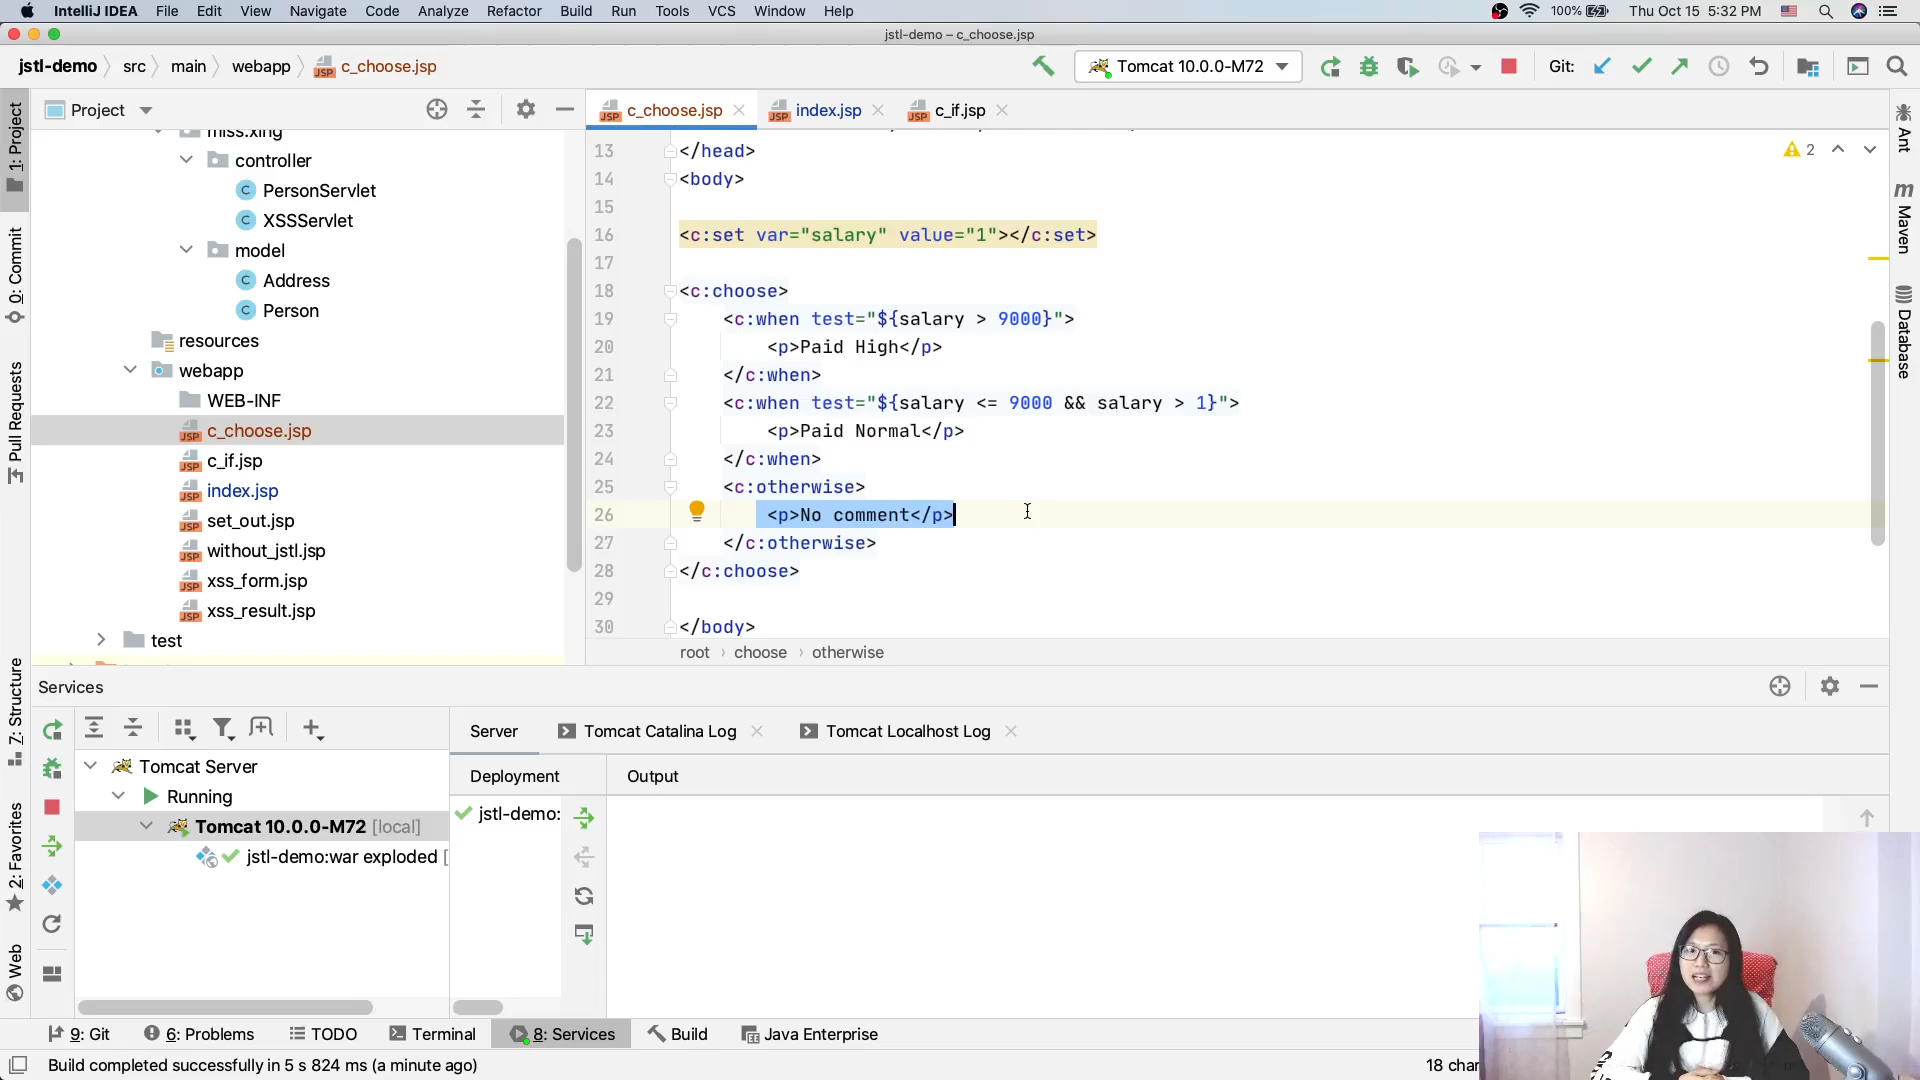 IntelliJ IDEA File Edit View Navigate Code Analyze Refactor Build Run Tools VCS Window Help 100% Thu Oct 15 5:32 PM
jstl-demo – c_choose.jsp
jstl-demo src main webapp c_choose.jsp Tomcat 10.0.0-M72 Git:
Project c_choose.jsp index.jsp c_if.jsp
miss.xing
controller
PersonServlet
XSSServlet
model
Address
Person
resources
webapp
WEB-INF
c_choose.jsp
c_if.jsp
index.jsp
set_out.jsp
without_jstl.jsp
xss_form.jsp
xss_result.jsp
test
13 </head>
14 <body>
15
16 <c:set var="salary" value="1"></c:set>
17
18 <c:choose>
19 <c:when test="${salary > 9000}">
20 <p>Paid High</p>
21 </c:when>
22 <c:when test="${salary <= 9000 && salary > 1}">
23 <p>Paid Normal</p>
24 </c:when>
25 <c:otherwise>
26 <p>No comment</p>
27 </c:otherwise>
28 </c:choose>
29
30 </body>
root › choose › otherwise
2
1: Project
0: Commit
Pull Requests
Z: Structure
2: Favorites
Web
Ant
Maven
Database
Services
Server Tomcat Catalina Log Tomcat Localhost Log
Deployment Output
Tomcat Server
Running
Tomcat 10.0.0-M72 [local]
jstl-demo:war exploded [
jstl-demo:
9: Git 6: Problems TODO Terminal 8: Services Build Java Enterprise
Build completed successfully in 5 s 824 ms (a minute ago) 18 char